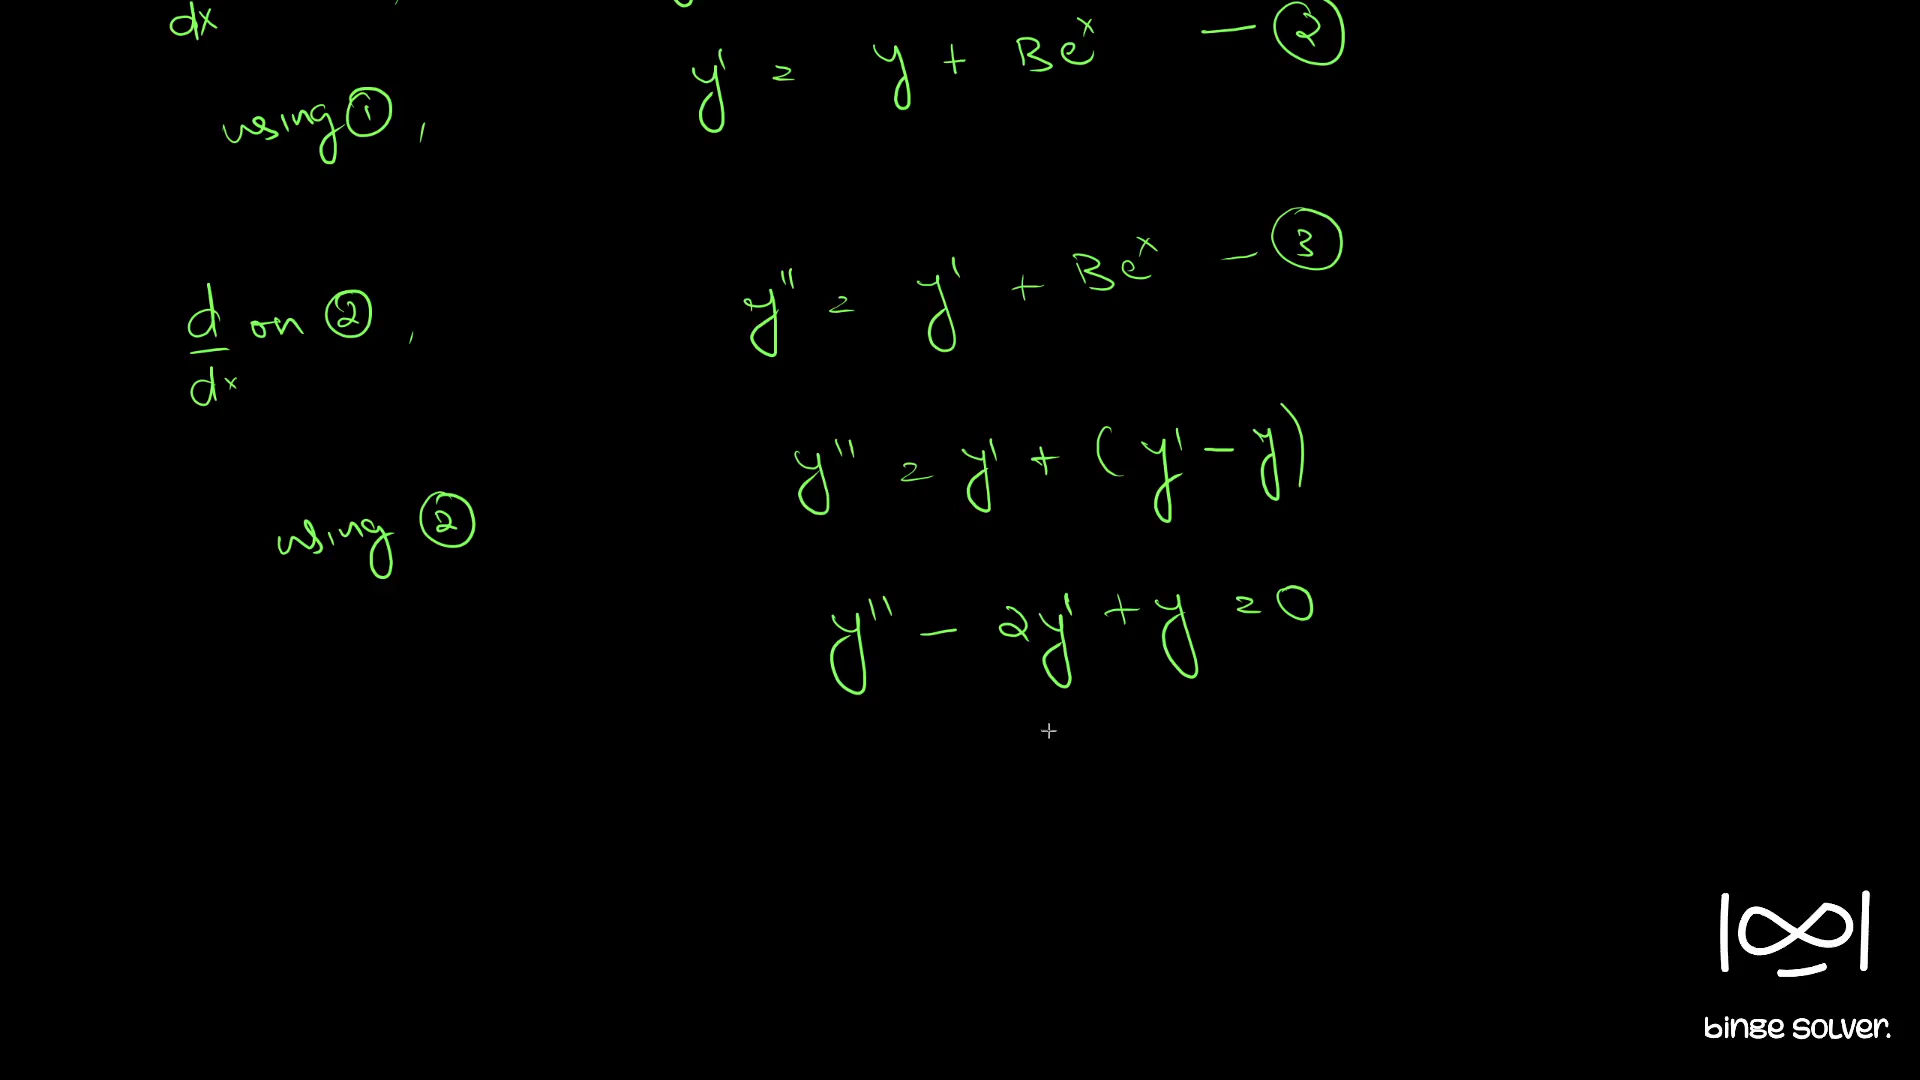 dx
y' = y + Be^x — ②
using ①,
y'' = y' + Be^x — ③
d/dx on ②,
y'' = y' + (y' - y)
using ②
y'' - 2y' + y = 0
binge solver.